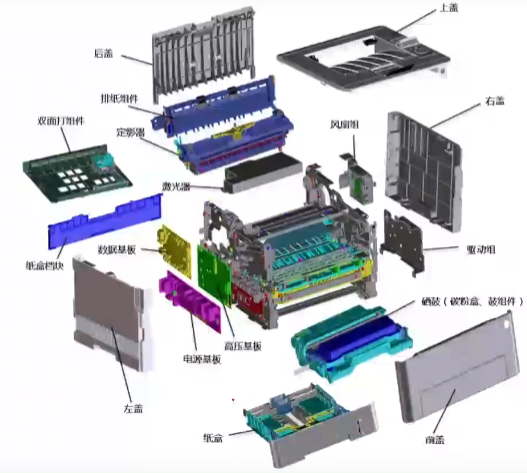 上盖
后盖
排纸组件
右盖
双面打组件
定影器
风扇组
激光器
数据基板
驱动组
纸盒档块
硒鼓（碳粉盒、鼓组件）
高压基板
电源基板
左盖
纸盒
前盖